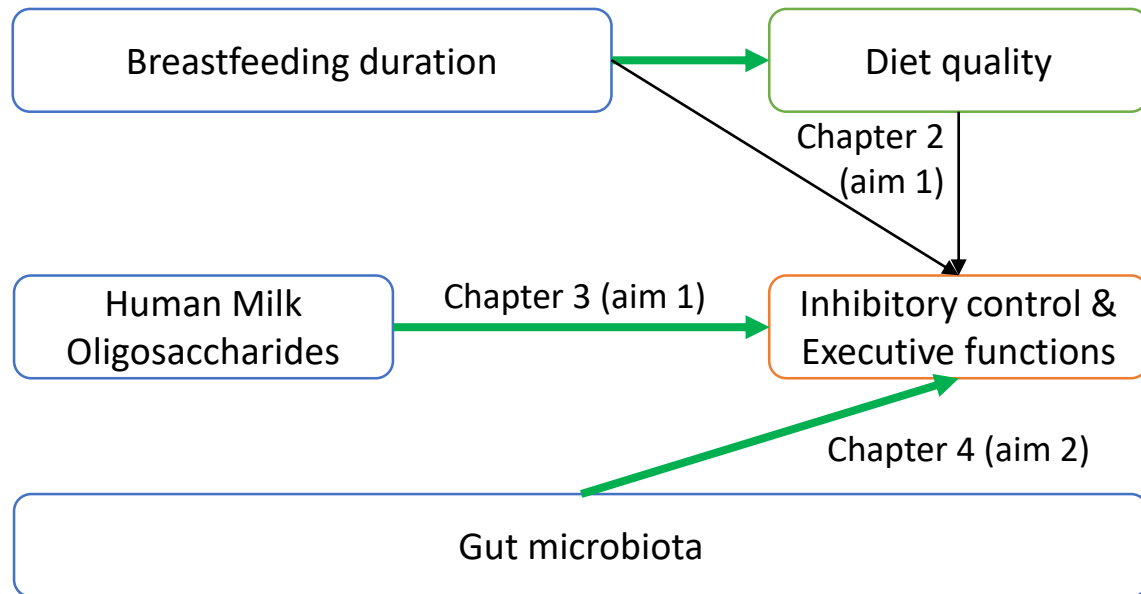 Breastfeeding duration
Diet quality
Chapter 2
(aim 1)
Human Milk
Oligosaccharides
Chapter 3 (aim 1)
Inhibitory control &
Executive functions
Chapter 4 (aim 2)
Gut microbiota